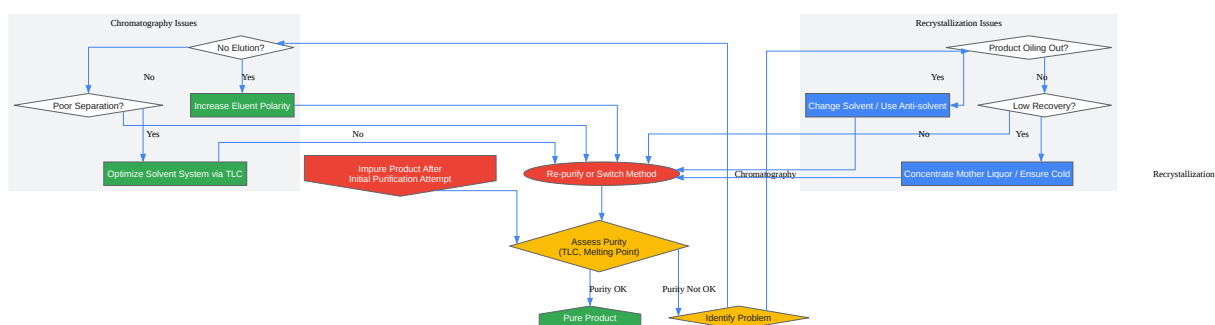 Chromatography Issues
Recrystallization Issues
No Elution?
Product Oiling Out?
No
Yes
Yes
No
Poor Separation?
Increase Eluent Polarity
Change Solvent / Use Anti-solvent
Low Recovery?
Yes
No
No
Yes
Optimize Solvent System via TLC
Impure Product After
Initial Purification Attempt
Re-purify or Switch Method
Chromatography
Concentrate Mother Liquor / Ensure Cold
Recrystallization
Assess Purity
(TLC, Melting Point)
Purity OK
Purity Not OK
Pure Product
Identify Problem